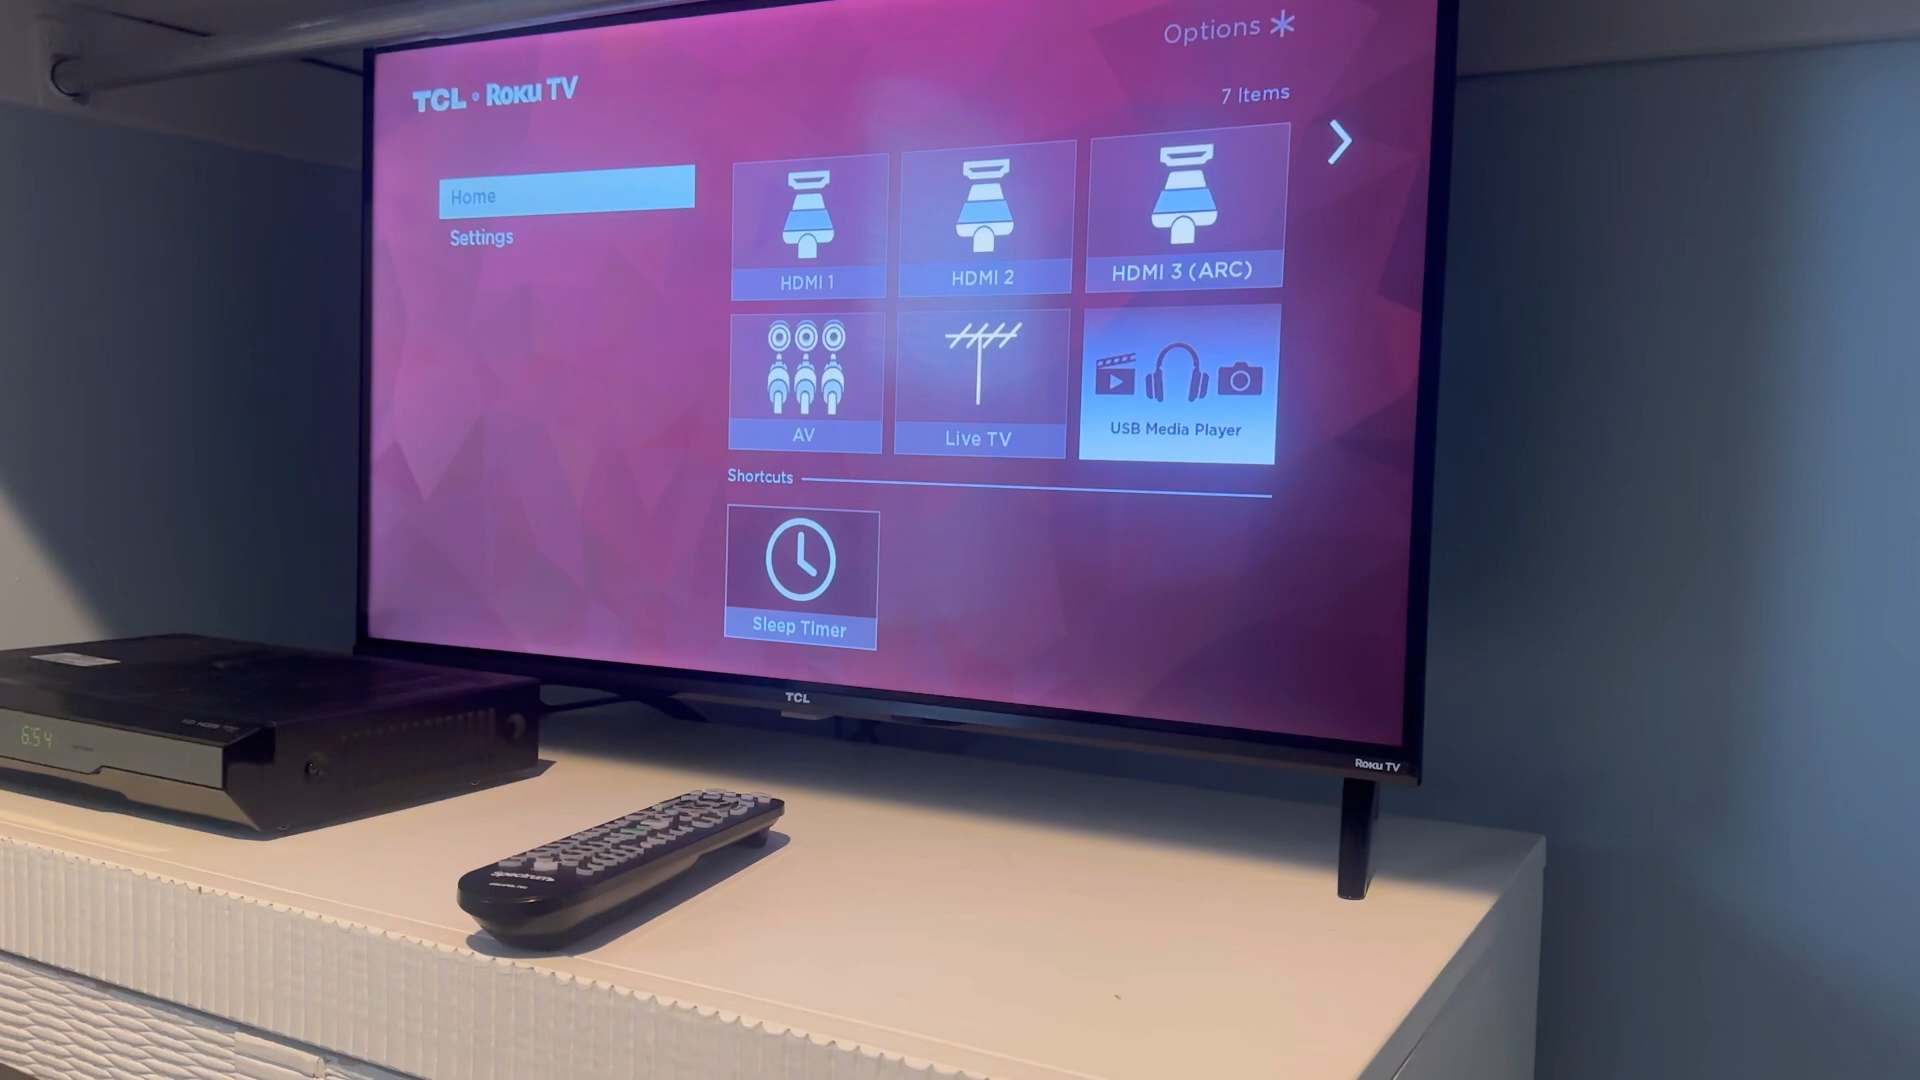 Options *
TCL • Roku TV
7 Items
Home
Settings
HDMI 1
HDMI 2
HDMI 3 (ARC)
AV
Live TV
USB Media Player
Shortcuts
Sleep Timer
TCL
Roku TV
6:54
Spectrum